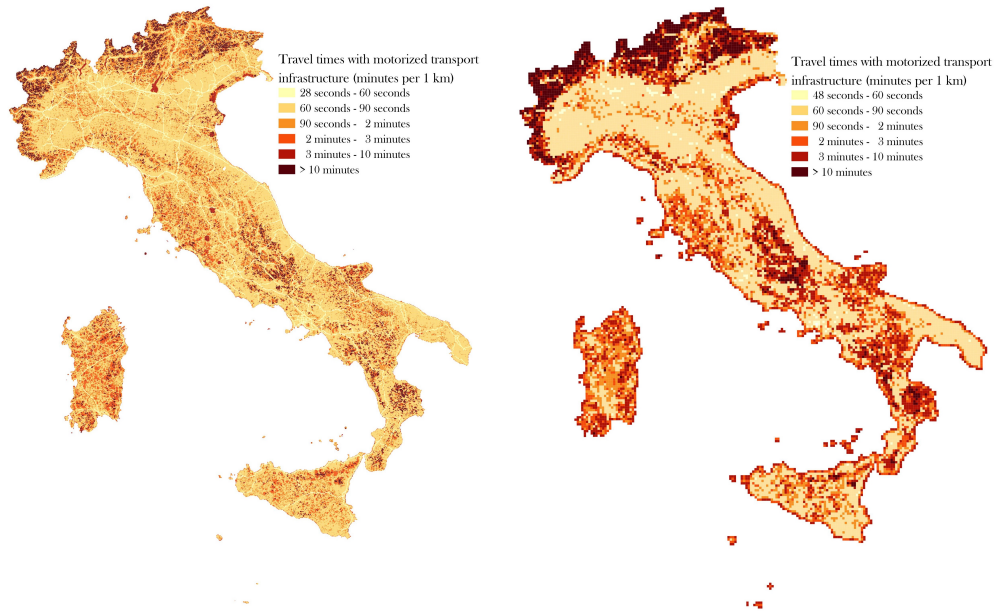 Travel times with motorized transport
infrastructure (minutes per 1 km)
28 seconds - 60 seconds
60 seconds - 90 seconds
90 seconds - 2 minutes
2 minutes - 3 minutes
3 minutes - 10 minutes
> 10 minutes
Travel times with motorized transport
infrastructure (minutes per 1 km)
48 seconds - 60 seconds
60 seconds - 90 seconds
90 seconds - 2 minutes
2 minutes - 3 minutes
3 minutes - 10 minutes
> 10 minutes